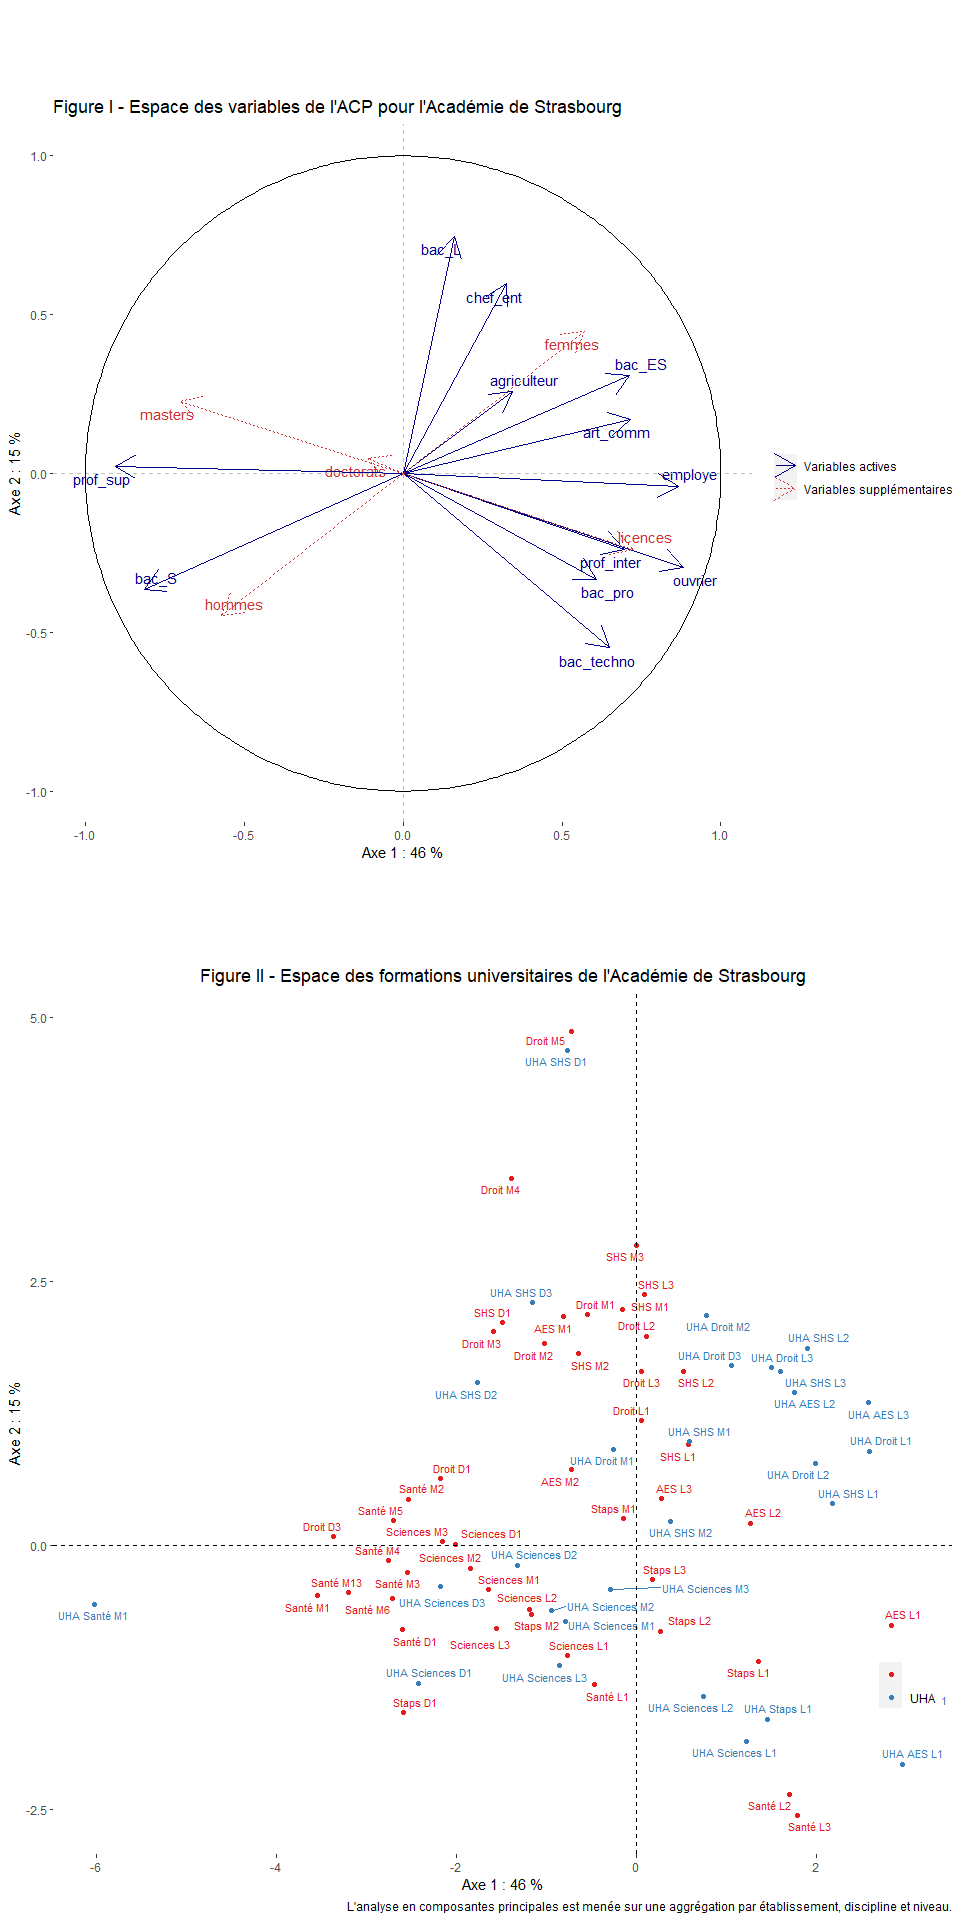 Figure I - Espace des variables de l'ACP pour l'Académie de Strasbourg
1.0
bac_L
chef_ent
0.5
femmes
bac_ES
agriculteur
masters
art_comm
Axe 2 : 15 %
0.0
doctorats
prof_sup
employe
Variables actives
Variables supplémentaires
licences
prof_inter
bac_S
ouvrier
bac_pro
hommes
-0.5
bac_techno
-1.0
-1.0 -0.5 0.0 0.5 1.0
Axe 1 : 46 %
Figure II - Espace des formations universitaires de l'Académie de Strasbourg
5.0
Droit M5
UHA SHS D1
Droit M4
SHS M3
2.5
SHS L3
UHA SHS D3
Droit M1
SHS M1
SHS D1
AES M1
Droit L2
UHA Droit M2
UHA SHS L2
Droit M3
Droit M2
SHS M2
UHA Droit D3
UHA Droit L3
Droit L3
SHS L2
UHA SHS L3
UHA SHS D2
UHA AES L2
UHA AES L3
Droit L1
UHA SHS M1
UHA Droit L1
SHS L1
UHA Droit M1
Axe 2 : 15 %
Droit D1
AES M2
UHA Droit L2
Santé M2
AES L3
UHA SHS L1
Santé M5
Staps M1
AES L2
Droit D3
Sciences M3
Sciences D1
UHA SHS M2
0.0
Santé M4
Sciences M2
UHA Sciences D2
Santé M13
Santé M3
Sciences M1
Staps L3
UHA Sciences M3
Santé M1
Santé M6
UHA Sciences D3
Sciences L2
UHA Sciences M2
UHA Santé M1
Staps M2
UHA Sciences M1
Staps L2
AES L1
Santé D1
Sciences L3
Sciences L1
UHA Sciences D1
UHA Sciences L3
Staps L1
Staps D1
Santé L1
UHA Sciences L2
UHA Staps L1
UHA 1
UHA Sciences L1
UHA AES L1
-2.5
Santé L2
Santé L3
-6 -4 -2 0 2
Axe 1 : 46 %
L'analyse en composantes principales est menée sur une aggrégation par établissement, discipline et niveau.